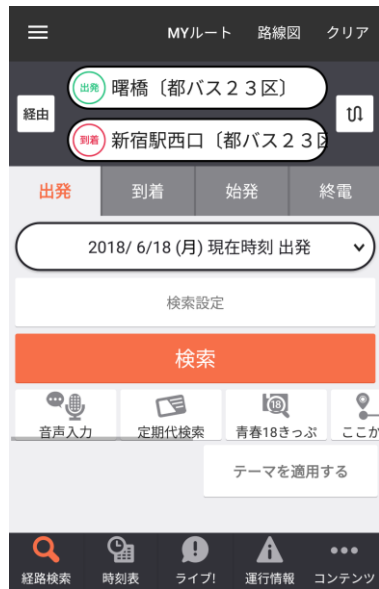 MYルート 路線図 クリア
出発 曙橋〔都バス２３区〕
経由
到着 新宿駅西口〔都バス２３
出発 到着 始発 終電
2018/ 6/18 (月) 現在時刻 出発
検索設定
検索
18
音声入力 定期代検索 青春18きっぷ ここか
テーマを適用する
経路検索 時刻表 ライブ! 運行情報 コンテンツ